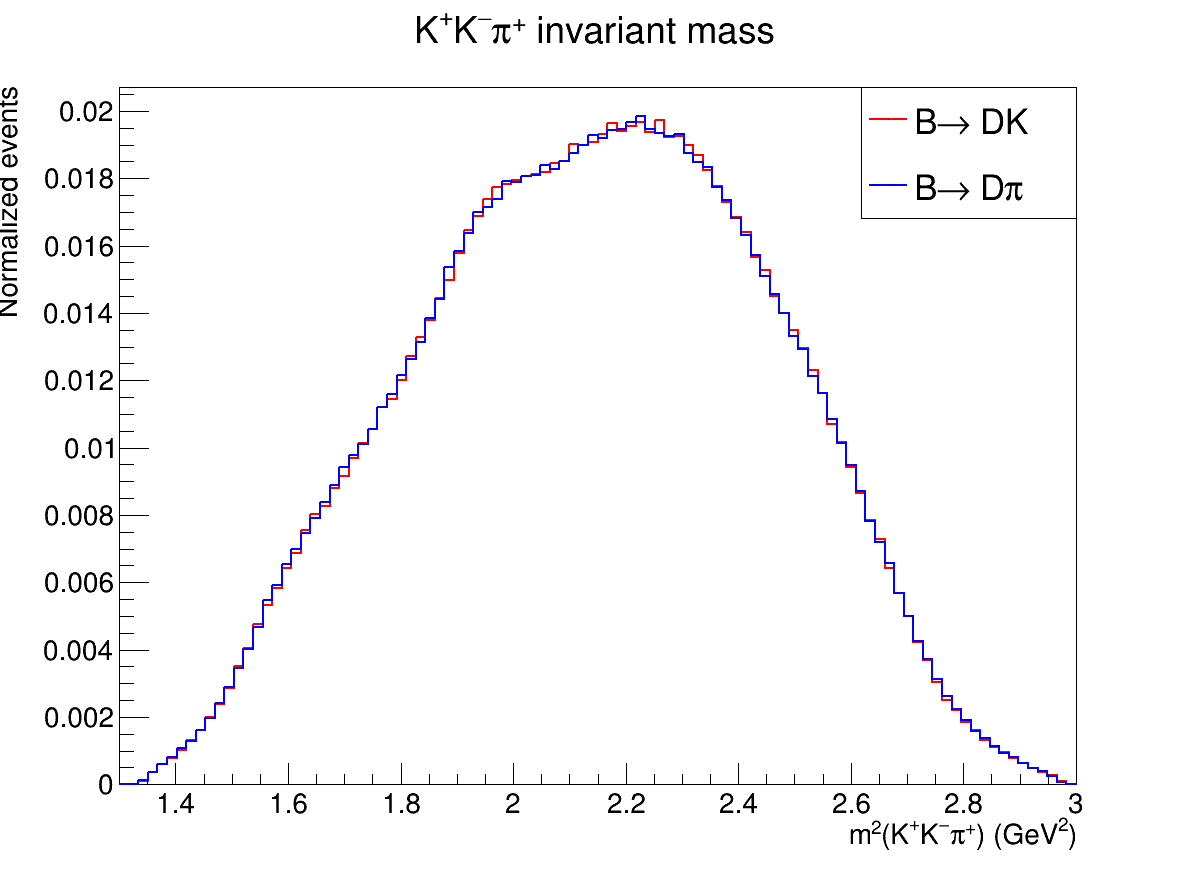 K⁺K⁻π⁺ invariant mass
Normalized events
0.02
0.018
0.016
0.014
0.012
0.01
0.008
0.006
0.004
0.002
0
B→ DK
B→ Dπ
1.4 1.6 1.8 2 2.2 2.4 2.6 2.8 3
m²(K⁺K⁻π⁺) (GeV²)